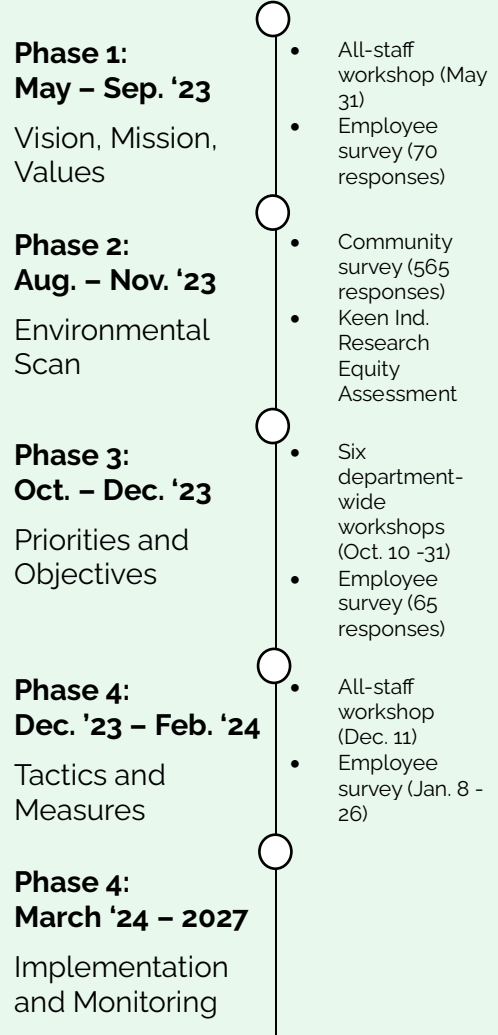 Phase 1:
May – Sep. ‘23
Vision, Mission,
Values
• All-staff
workshop (May
31)
• Employee
survey (70
responses)
Phase 2:
Aug. – Nov. ‘23
Environmental
Scan
• Community
survey (565
responses)
• Keen Ind.
Research
Equity
Assessment
Phase 3:
Oct. – Dec. ‘23
Priorities and
Objectives
• Six
department-
wide
workshops
(Oct. 10 -31)
• Employee
survey (65
responses)
Phase 4:
Dec. ’23 – Feb. ‘24
Tactics and
Measures
• All-staff
workshop
(Dec. 11)
• Employee
survey (Jan. 8 -
26)
Phase 4:
March ‘24 – 2027
Implementation
and Monitoring